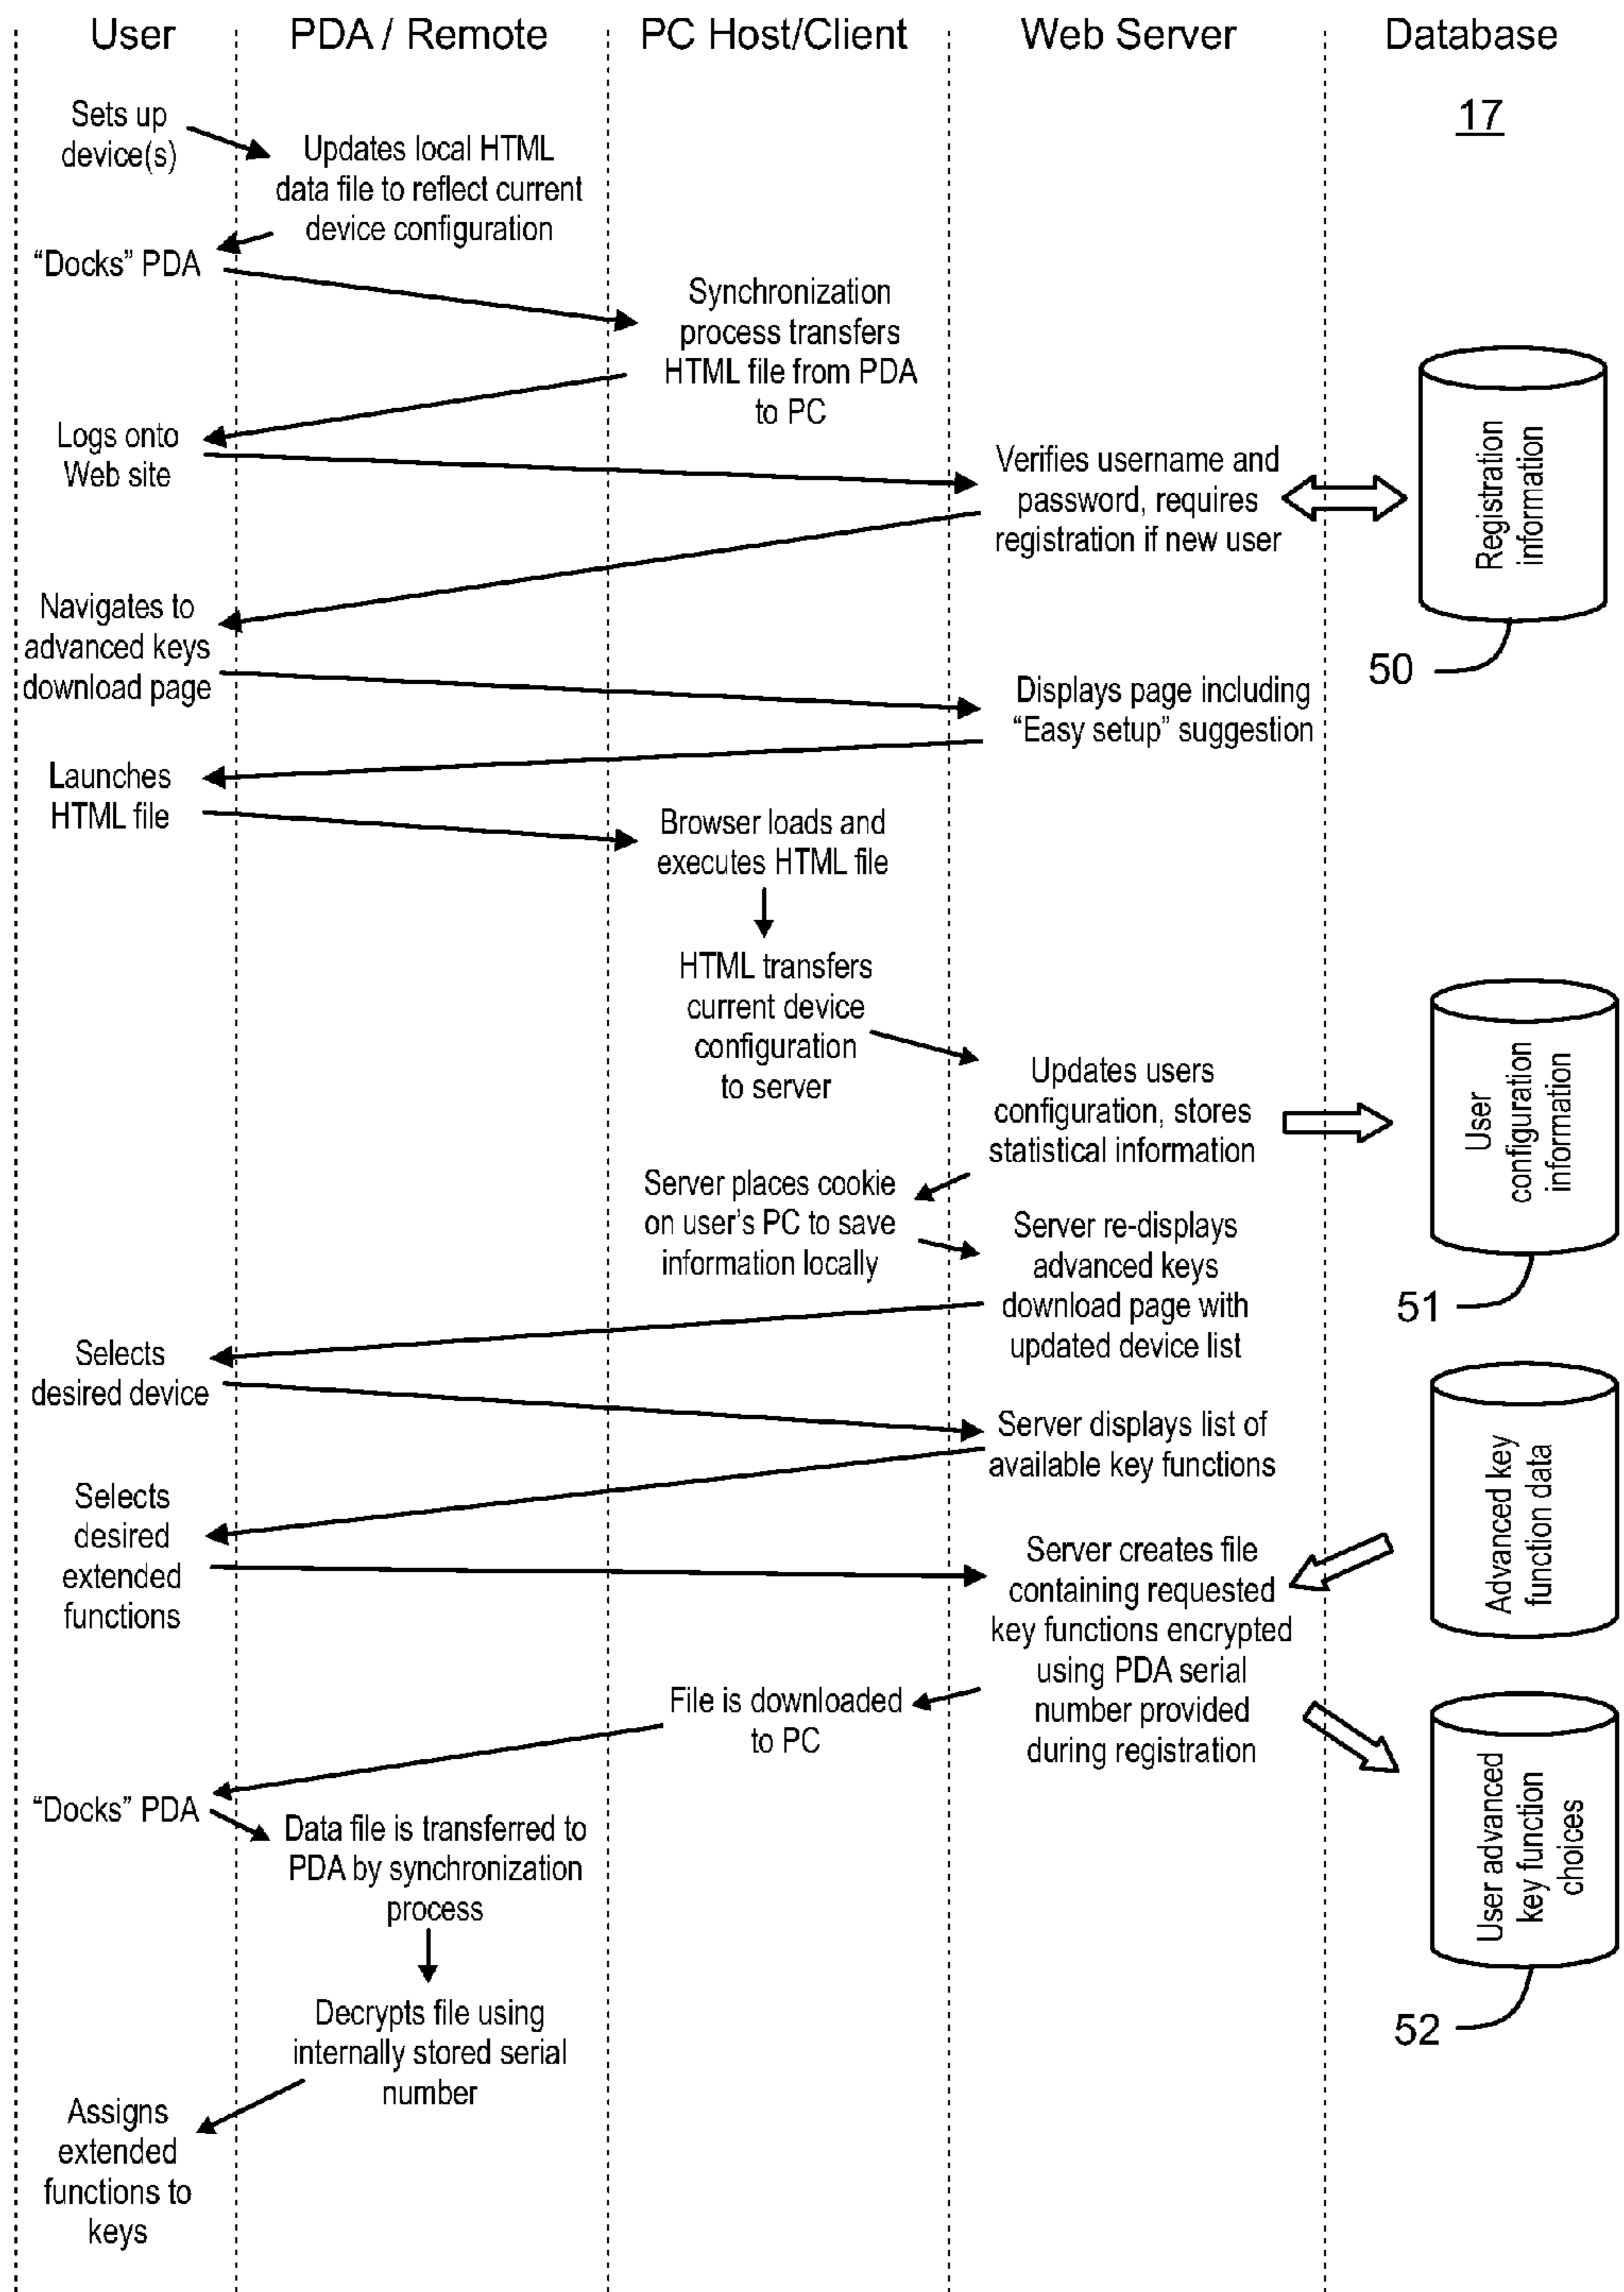 User
PDA / Remote
PC Host/Client
Web Server
Database
17
Sets up
device(s)
Updates local HTML
data file to reflect current
device configuration
“Docks” PDA
Synchronization
process transfers
HTML file from PDA
to PC
Logs onto
Web site
Verifies username and
password, requires
registration if new user
Registration
information
50
Navigates to
advanced keys
download page
Displays page including
“Easy setup” suggestion
Launches
HTML file
Browser loads and
executes HTML file
HTML transfers
current device
configuration
to server
Updates users
configuration, stores
statistical information
User
configuration
information
51
Server places cookie
on user’s PC to save
information locally
Server re-displays
advanced keys
download page with
updated device list
Selects
desired device
Server displays list of
available key functions
Advanced key
function data
Selects
desired
extended
functions
Server creates file
containing requested
key functions encrypted
using PDA serial
number provided
during registration
File is downloaded
to PC
User advanced
key function
choices
52
“Docks” PDA
Data file is transferred to
PDA by synchronization
process
Decrypts file using
internally stored serial
number
Assigns
extended
functions to
keys